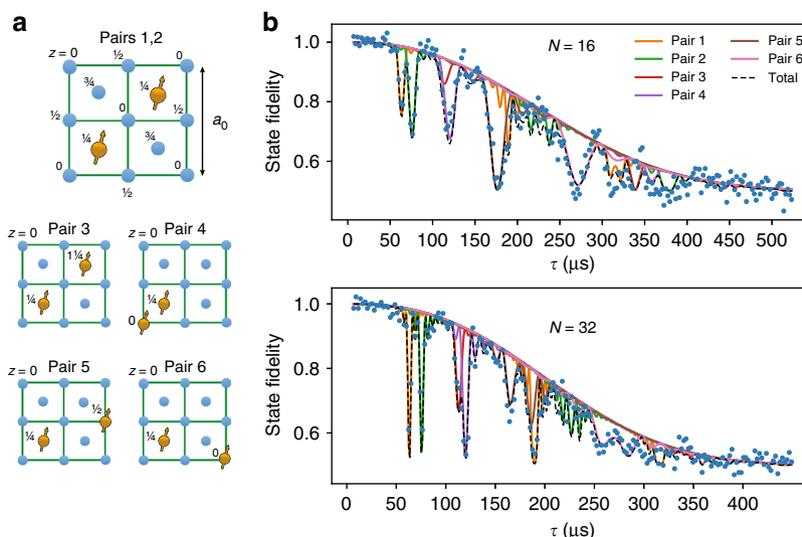 a
Pairs 1,2
z = 0 ½ 0
¾ ¼
½ 0 ½ a₀
¼ ¾
0 0
½
Pair 3
z = 0
1¼
¼
Pair 4
z = 0
¼
0
Pair 5
z = 0
½
¼
Pair 6
z = 0
¼
0
b
N = 16
Pair 1
Pair 2
Pair 3
Pair 4
Pair 5
Pair 6
Total
State fidelity
1.0
0.8
0.6
0 50 100 150 200 250 300 350 400 450 500
τ (μs)
N = 32
State fidelity
1.0
0.8
0.6
0 50 100 150 200 250 300 350 400
τ (μs)